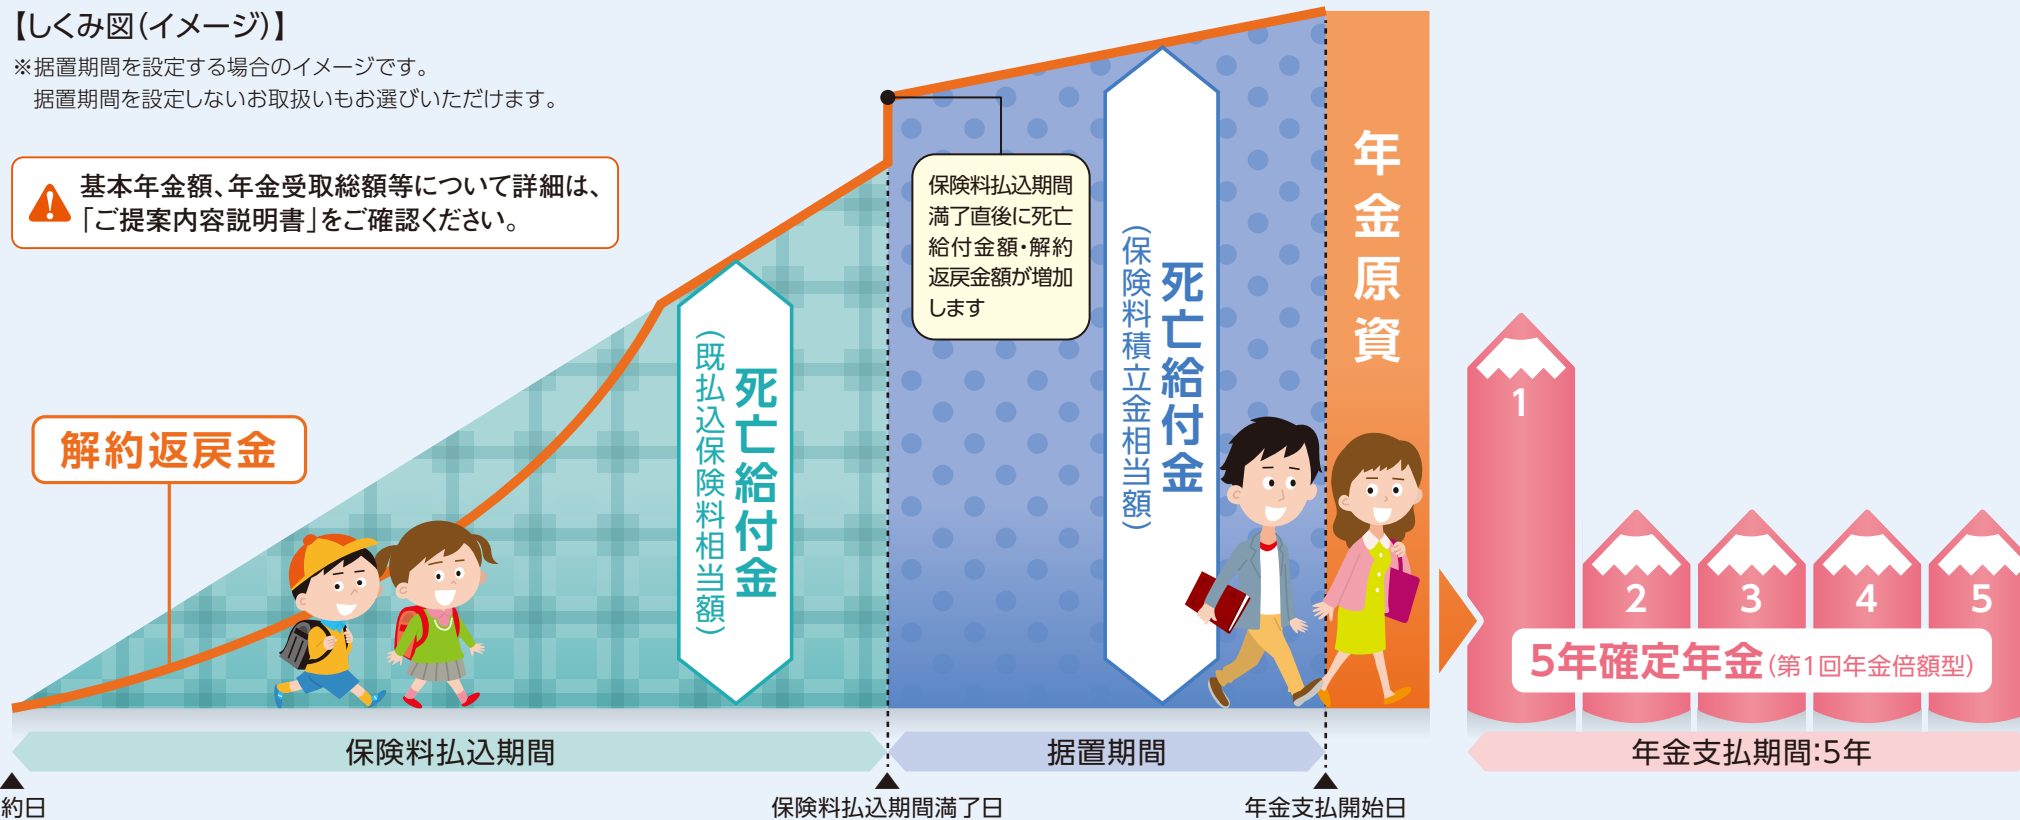 【しくみ図(イメージ)】
※据置期間を設定する場合のイメージです。
据置期間を設定しないお取扱いもお選びいただけます。
基本年金額、年金受取総額等について詳細は、
「ご提案内容説明書」をご確認ください。
解約返戻金
死亡給付金
(既払込保険料相当額)
保険料払込期間
満了直後に死亡
給付金額・解約
返戻金額が増加
します
死亡給付金
(保険料積立金相当額)
年金原資
1
2
3
4
5
5年確定年金(第1回年金倍額型)
保険料払込期間
据置期間
年金支払期間:5年
約日
保険料払込期間満了日
年金支払開始日